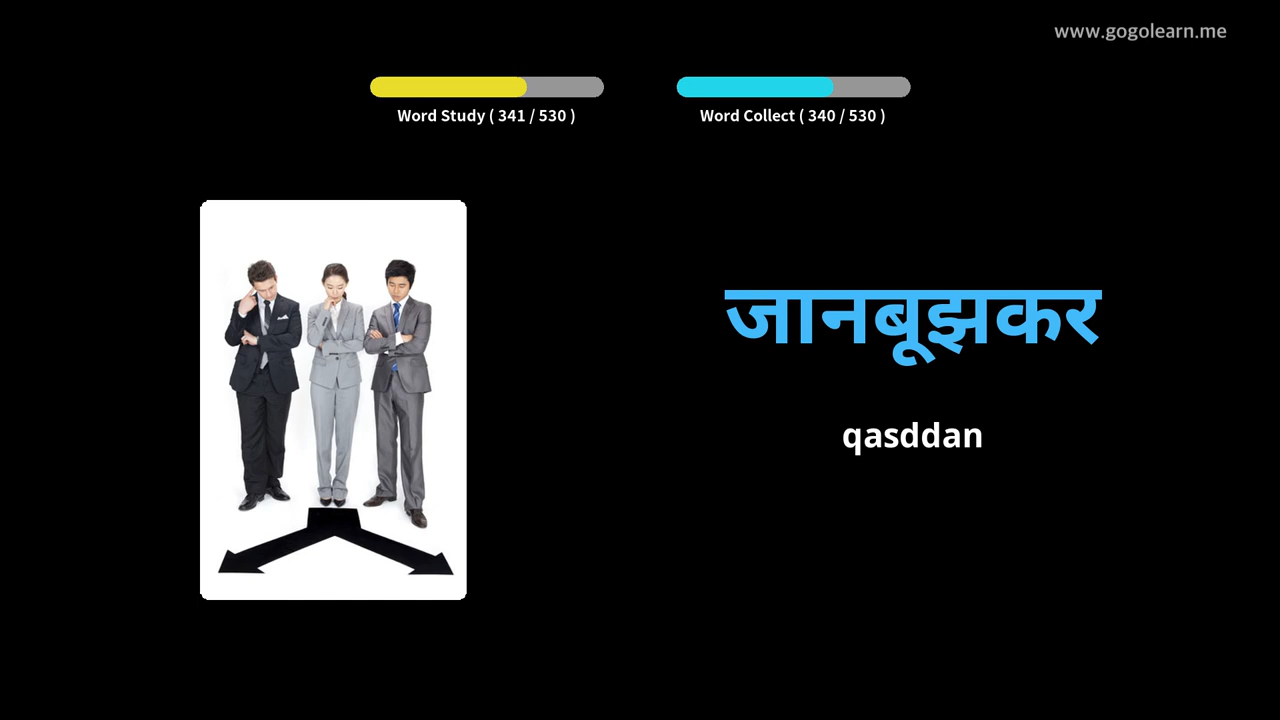 www.gogolearn.me
Word Study ( 341 / 530 )
Word Collect ( 340 / 530 )
जानबूझकर
qasddan